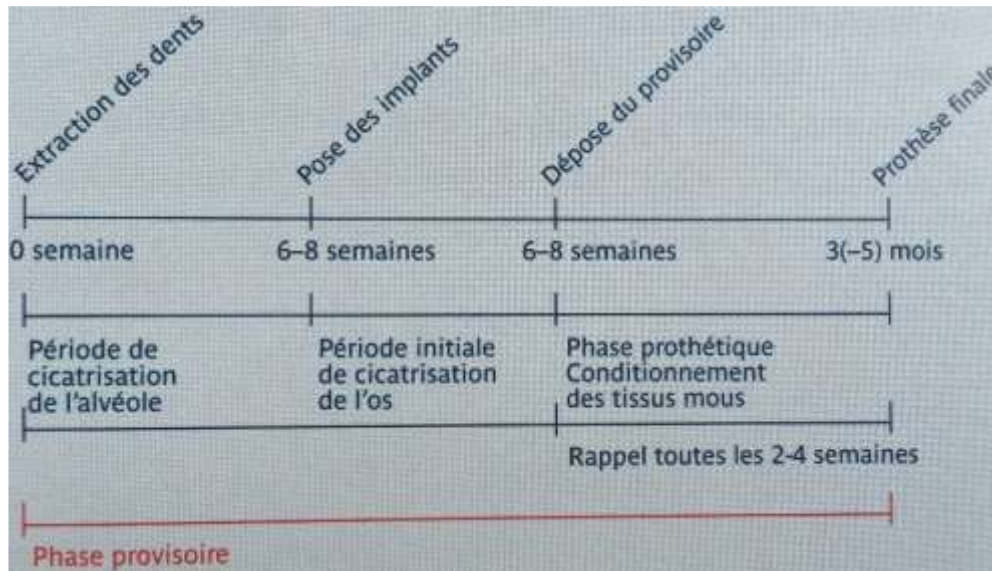 Extraction des dents
Pose des implants
Dépose du provisoire
Prothèse finale
0 semaine
6–8 semaines
6–8 semaines
3(–5) mois
Période de
cicatrisation
de l'alvéole
Période initiale
de cicatrisation
de l'os
Phase prothétique
Conditionnement
des tissus mous
Rappel toutes les 2-4 semaines
Phase provisoire